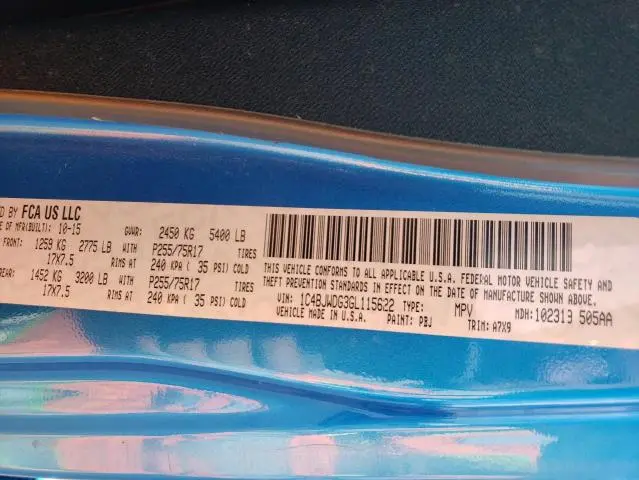 D BY FCA US LLC
E OF MFR(BUILT): 10-15 GVWR: 2450 KG 5400 LB
FRONT: 1259 KG 2775 LB WITH P255/75R17 TIRES
17X7.5 RIMS AT 240 KPA ( 35 PSI) COLD
REAR: 1452 KG 3200 LB WITH P255/75R17 TIRES
17X7.5 RIMS AT 240 KPA ( 35 PSI) COLD
THIS VEHICLE CONFORMS TO ALL APPLICABLE U.S.A. FEDERAL MOTOR VEHICLE SAFETY AND
THEFT PREVENTION STANDARDS IN EFFECT ON THE DATE OF MANUFACTURE SHOWN ABOVE.
VIN: 1C4BJWDG3GL115622 TYPE: MPV MDH: 102313 505AA
MADE IN U.S.A. PAINT: PBJ TRIM: A7X9